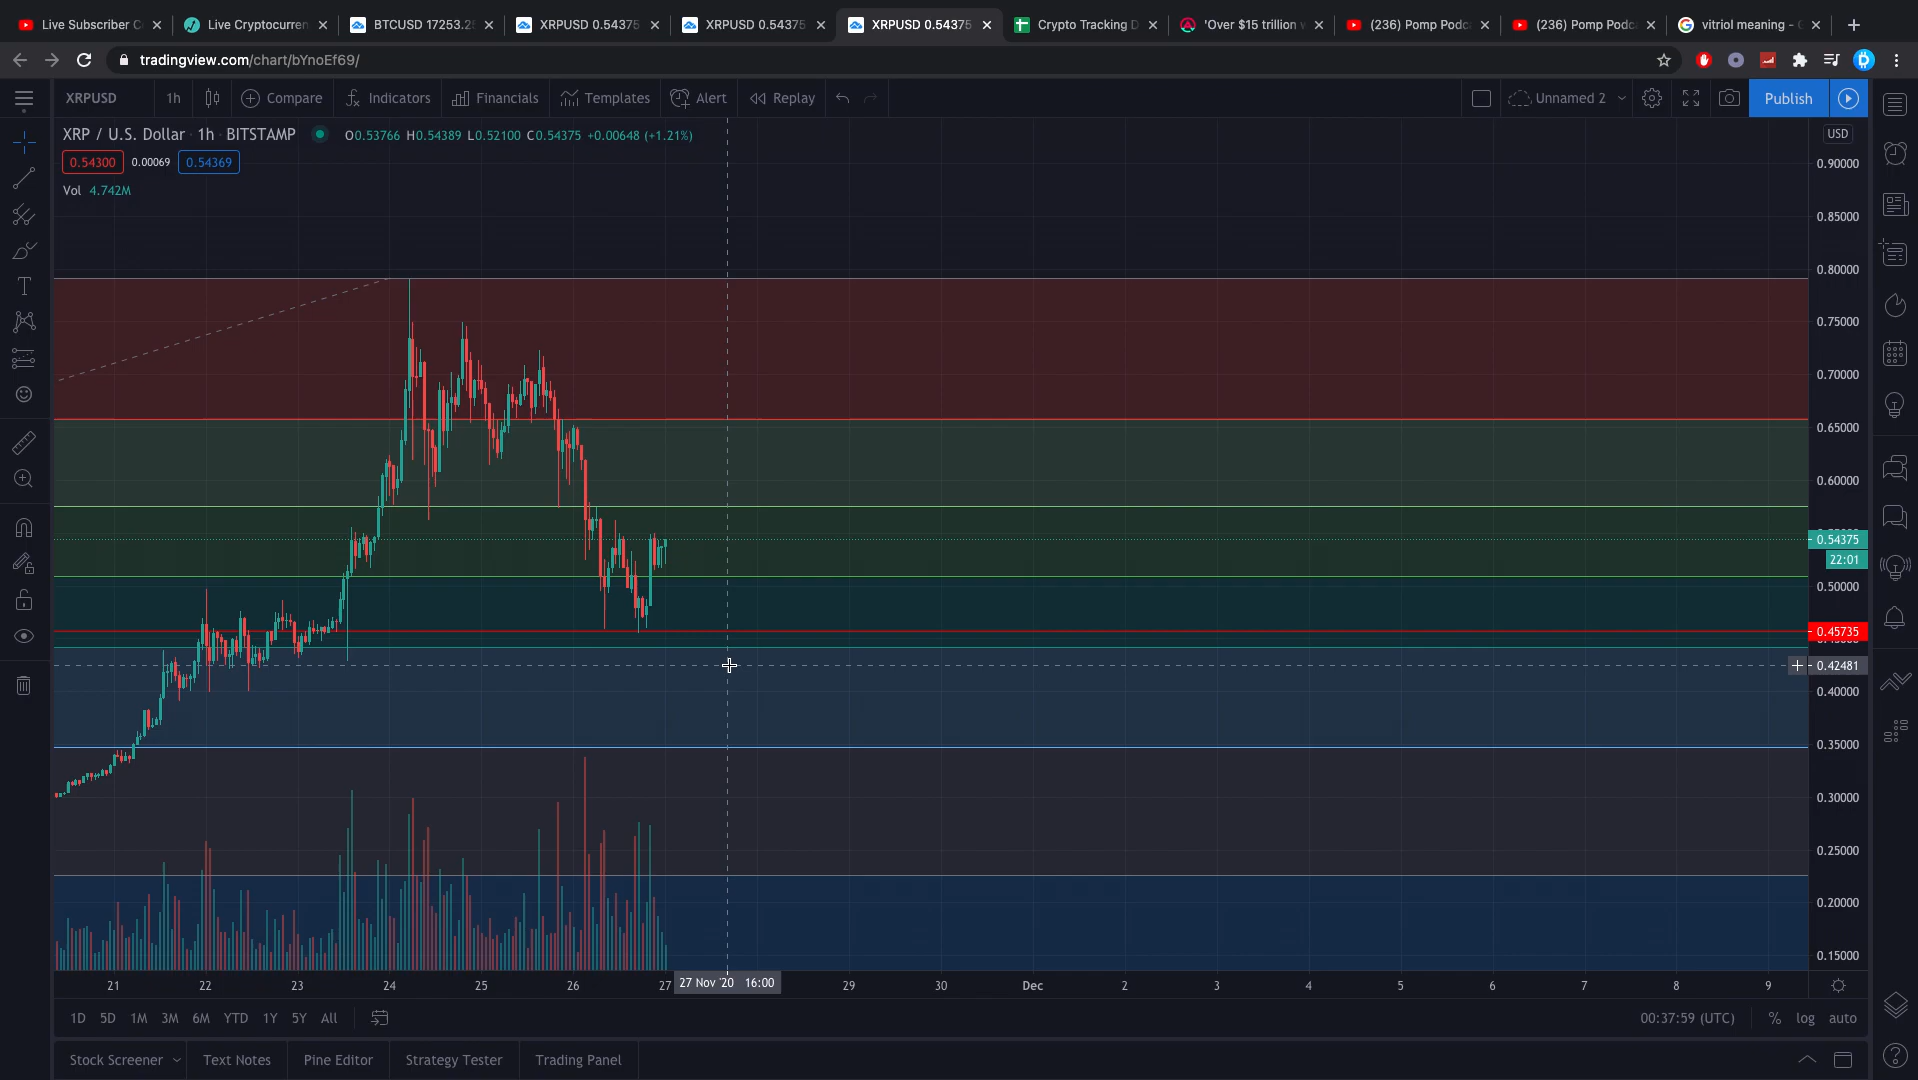 Live Subscriber C
Live Cryptocurren
BTCUSD 17253.2
XRPUSD 0.54375
XRPUSD 0.54375
XRPUSD 0.54375
Crypto Tracking D
'Over $15 trillion w
(236) Pomp Podc
(236) Pomp Podc
vitriol meaning -
tradingview.com/chart/bYnoEf69/
XRPUSD 1h Compare Indicators Financials Templates Alert Replay Unnamed 2 Publish
XRP / U.S. Dollar · 1h · BITSTAMP O0.53766 H0.54389 L0.52100 C0.54375 +0.00648 (+1.21%) USD
0.54300 0.00069 0.54369
Vol 4.742M
0.90000
0.85000
0.80000
0.75000
0.70000
0.65000
0.60000
0.54375
22:01
0.50000
0.45735
0.42481
0.40000
0.35000
0.30000
0.25000
0.20000
0.15000
21 22 23 24 25 26 27 27 Nov '20 16:00 29 30 Dec 2 3 4 5 6 7 8 9
1D 5D 1M 3M 6M YTD 1Y 5Y All 00:37:59 (UTC) % log auto
Stock Screener Text Notes Pine Editor Strategy Tester Trading Panel